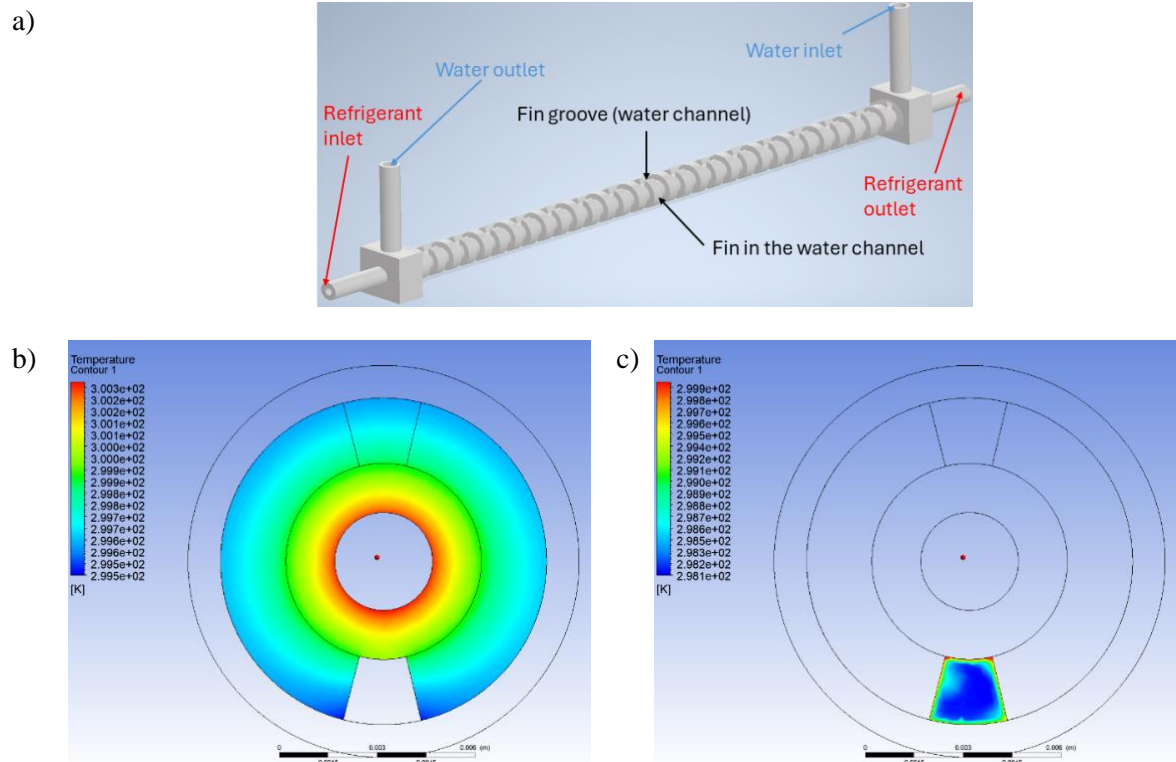 a)
Water inlet
Water outlet
Fin groove (water channel)
Refrigerant
inlet
Refrigerant
outlet
Fin in the water channel
b)
Temperature
Contour 1
3.003e+02
3.002e+02
3.002e+02
3.001e+02
3.001e+02
3.000e+02
3.000e+02
2.999e+02
2.999e+02
2.998e+02
2.998e+02
2.997e+02
2.997e+02
2.996e+02
2.996e+02
2.995e+02
[K]
0
0.003
0.006
(m)
c)
Temperature
Contour 1
2.999e+02
2.998e+02
2.997e+02
2.996e+02
2.995e+02
2.994e+02
2.992e+02
2.991e+02
2.990e+02
2.989e+02
2.988e+02
2.987e+02
2.986e+02
2.985e+02
2.983e+02
2.982e+02
2.981e+02
[K]
0
0.003
0.006
(m)